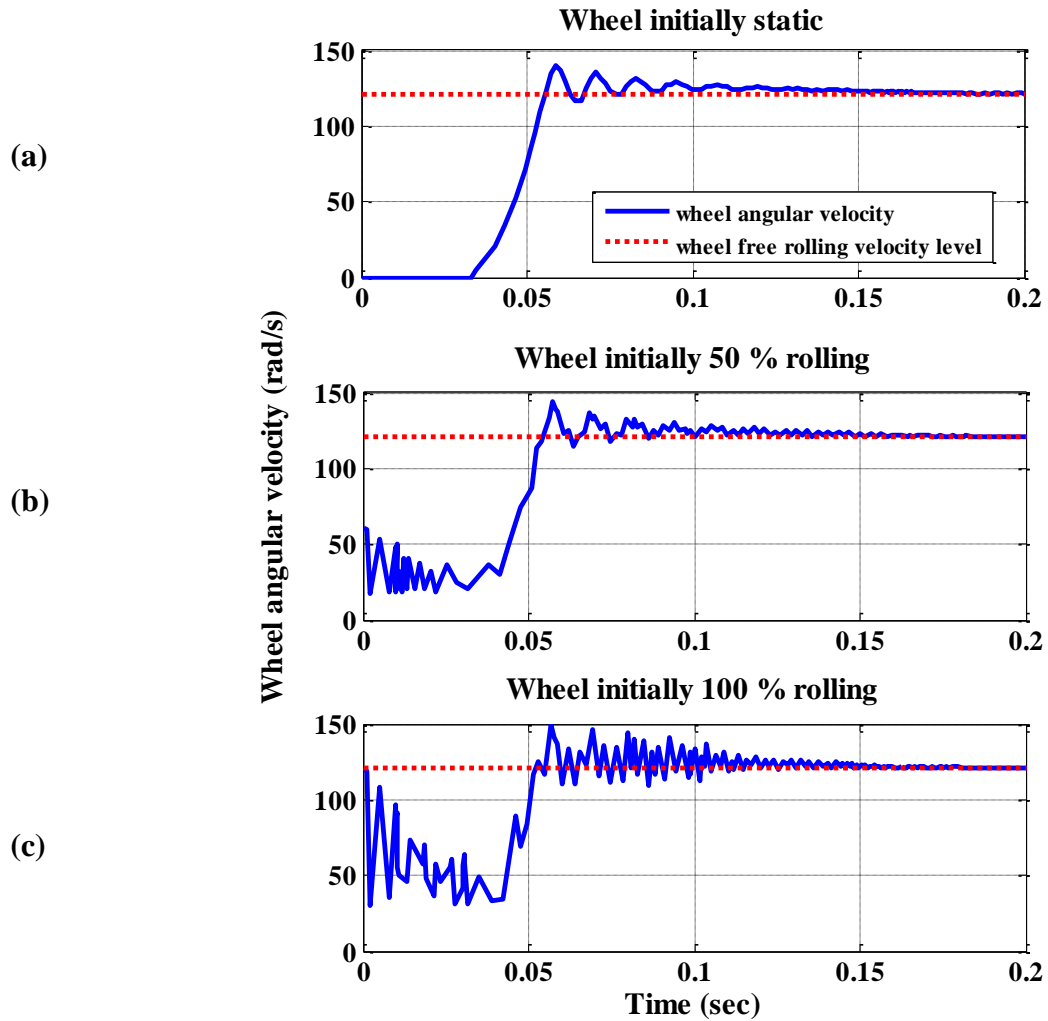 Wheel initially static
(a)
150
100
50
0
wheel angular velocity
wheel free rolling velocity level
0 0.05 0.1 0.15 0.2
Wheel angular velocity (rad/s)
Wheel initially 50 % rolling
(b)
150
100
50
0
0 0.05 0.1 0.15 0.2
Wheel initially 100 % rolling
(c)
150
100
50
0
0 0.05 0.1 0.15 0.2
Time (sec)